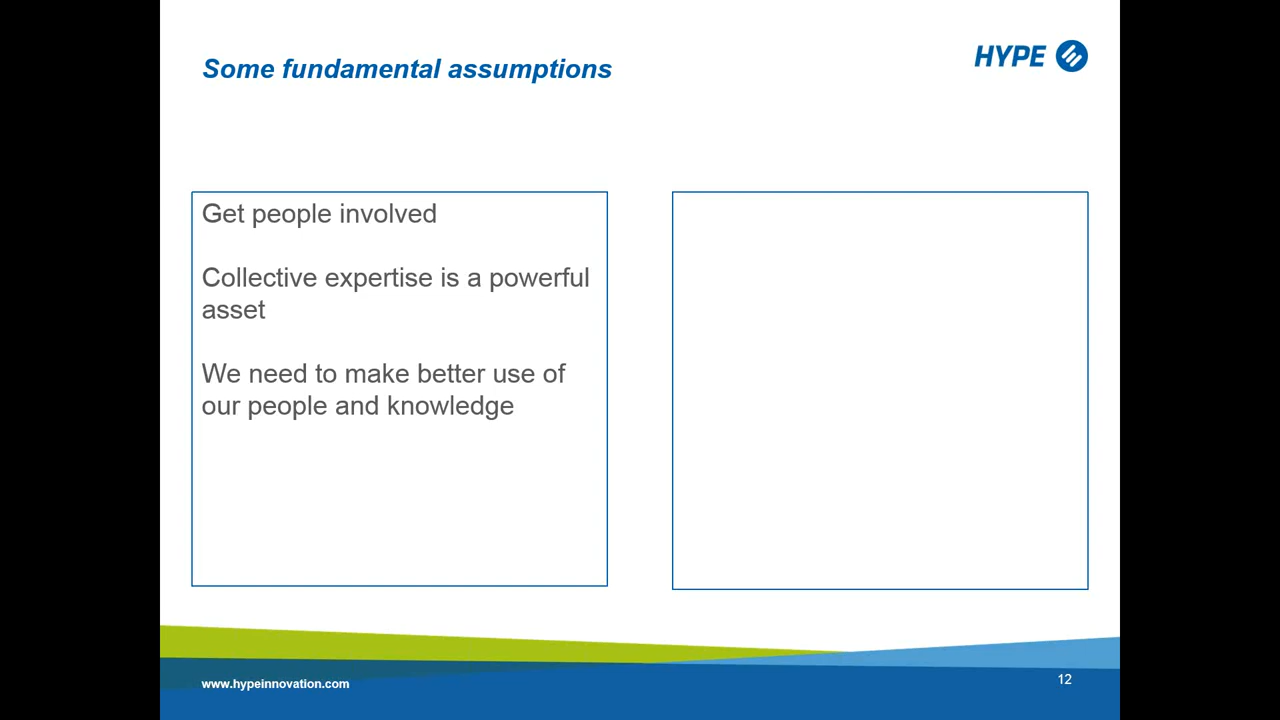 Some fundamental assumptions
HYPE
Get people involved
Collective expertise is a powerful
asset
We need to make better use of
our people and knowledge
www.hypeinnovation.com
12